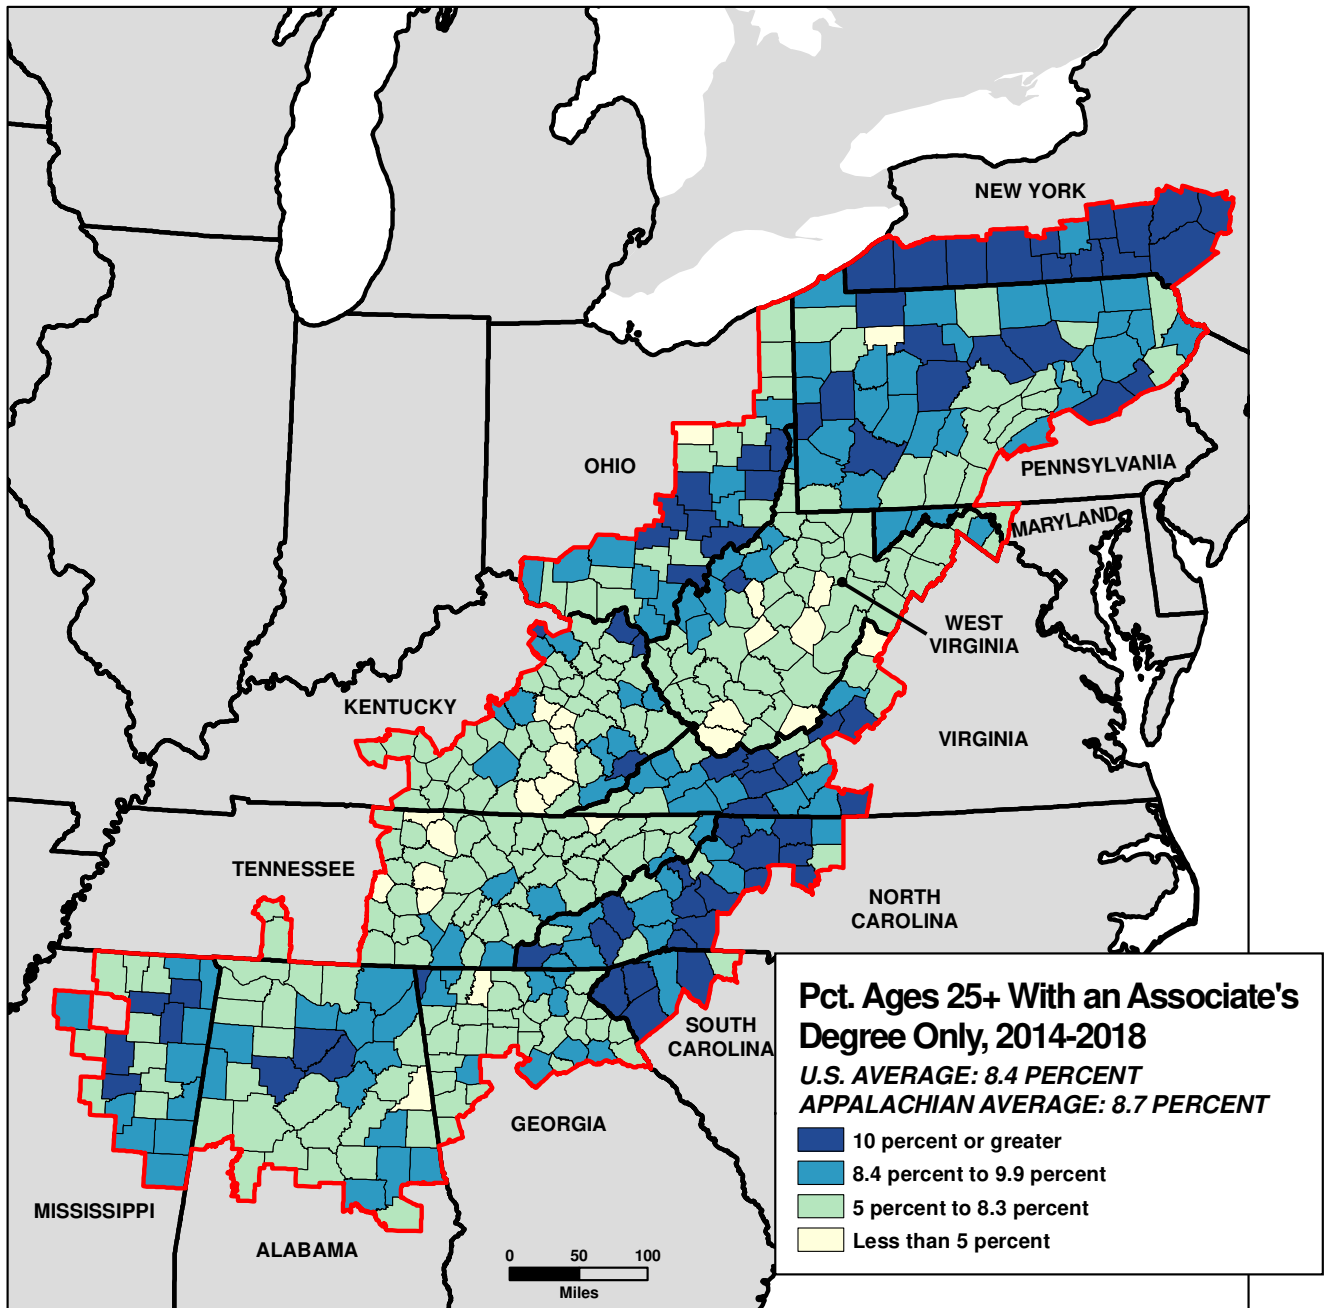 NEW YORK
OHIO
PENNSYLVANIA
MARYLAND
WEST
VIRGINIA
KENTUCKY
VIRGINIA
TENNESSEE
NORTH
CAROLINA
SOUTH
CAROLINA
GEORGIA
MISSISSIPPI
ALABAMA
Pct. Ages 25+ With an Associate's
Degree Only, 2014-2018
U.S. AVERAGE: 8.4 PERCENT
APPALACHIAN AVERAGE: 8.7 PERCENT
10 percent or greater
8.4 percent to 9.9 percent
5 percent to 8.3 percent
Less than 5 percent
0 50 100
Miles